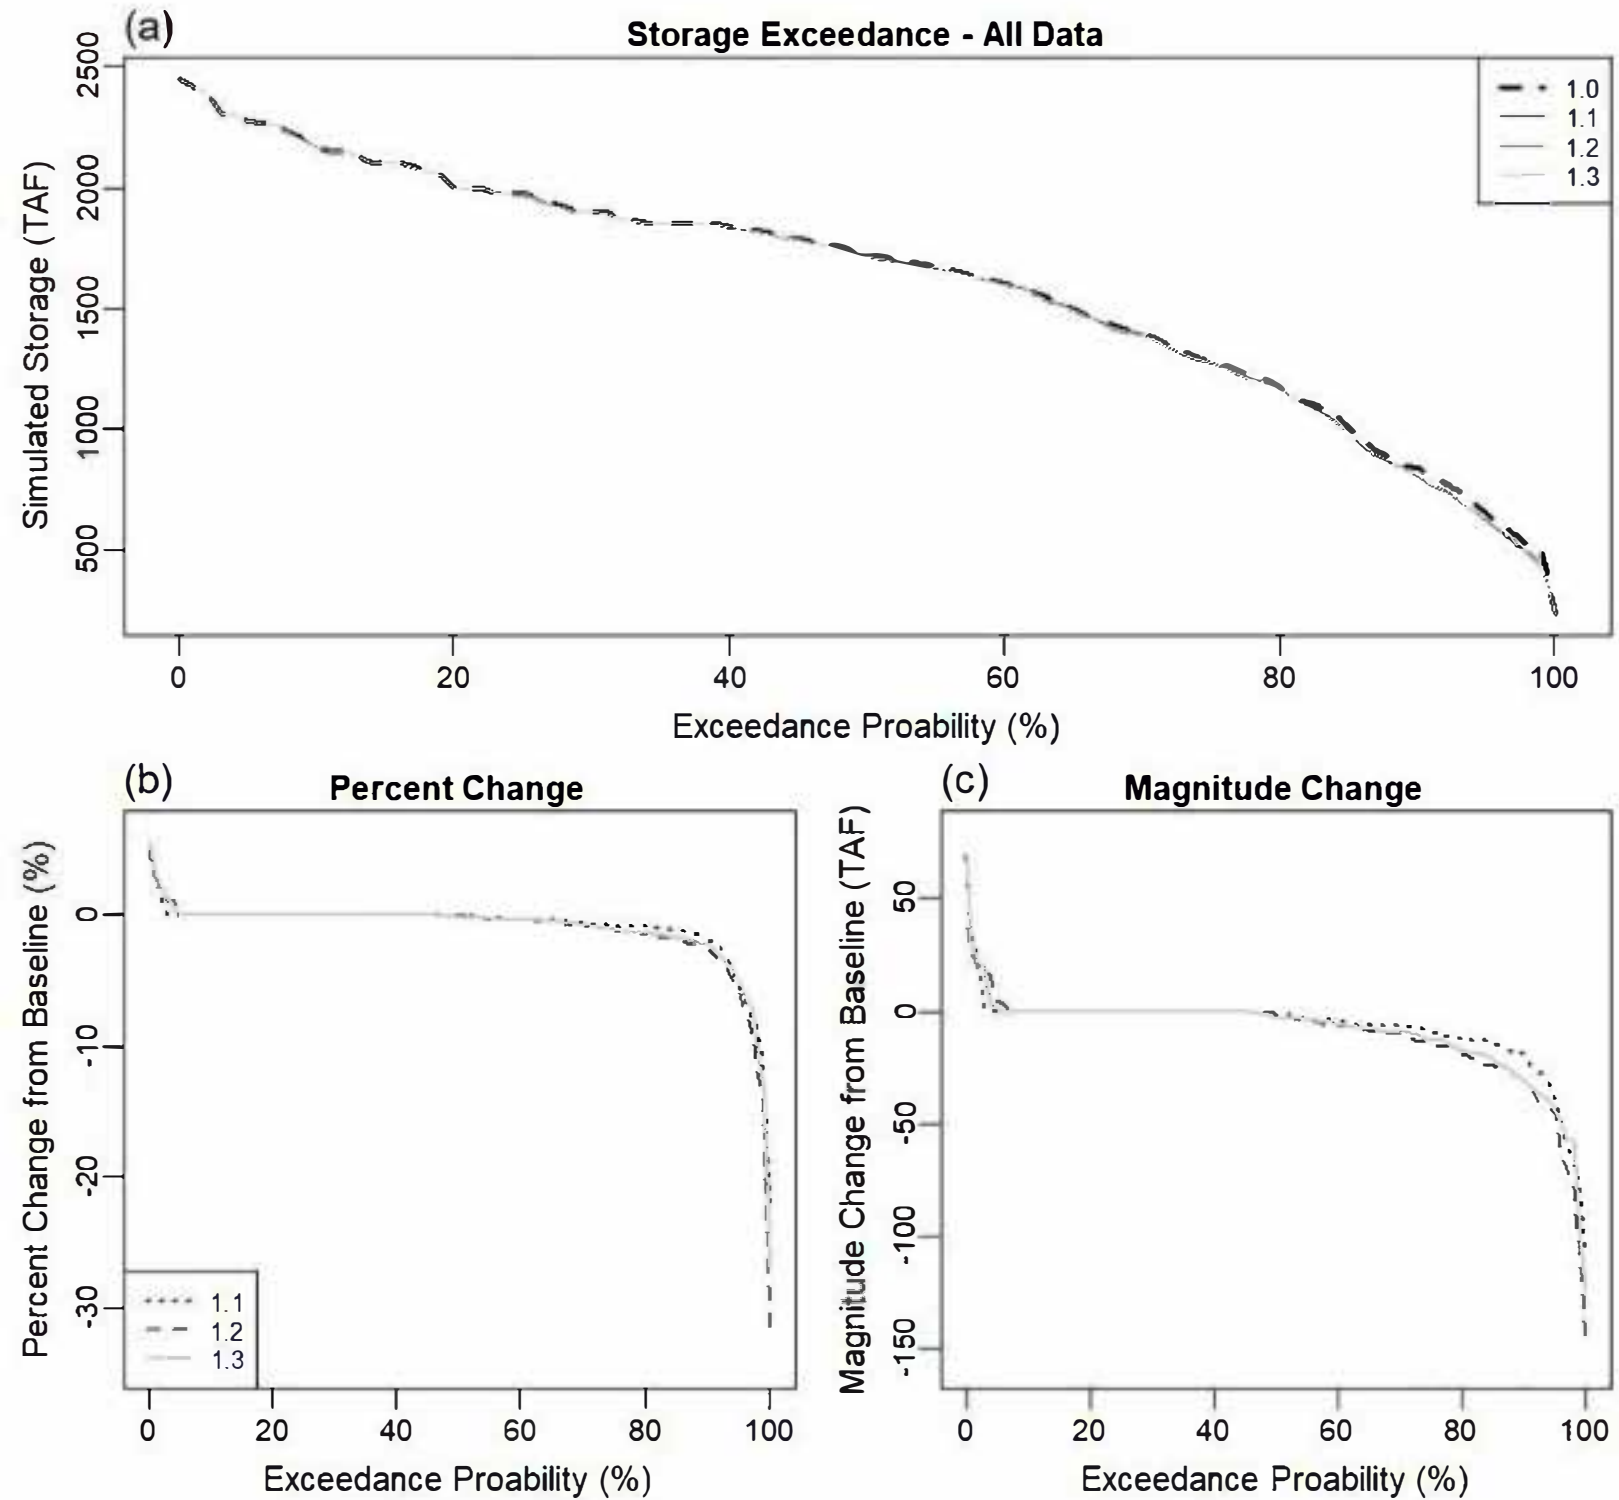 (a)
Storage Exceedance - All Data
Simulated Storage (TAF)
2500
2000
1500
1000
500
1.0
1.1
1.2
1.3
0 20 40 60 80 100
Exceedance Proability (%)
(b)
Percent Change
Percent Change from Baseline (%)
0
-10
-20
-30
1.1
1.2
1.3
0 20 40 60 80 100
Exceedance Proability (%)
(c)
Magnitude Change
Magnitude Change from Baseline (TAF)
50
0
-50
-100
-150
0 20 40 60 80 100
Exceedance Proability (%)